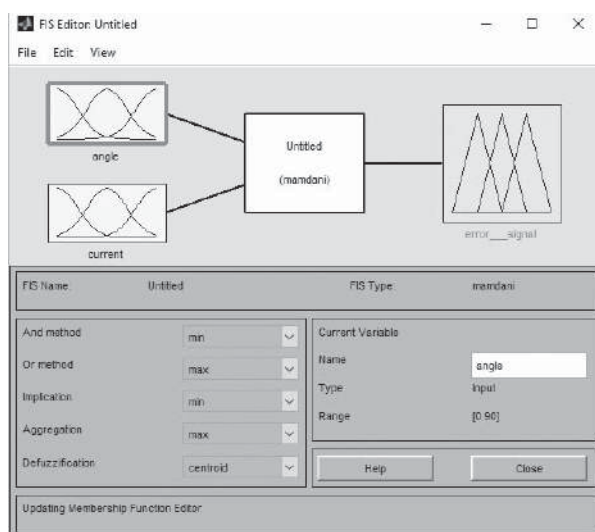 FIS Editor: Untitled
File Edit View
angle
current
Untitled
(mamdani)
error___signal
FIS Name: Untitled FIS Type: mamdani
And method min
Or method max
Implication min
Aggregation max
Defuzzification centroid
Current Variable
Name angle
Type input
Range [0 90]
Help Close
Updating Membership Function Editor